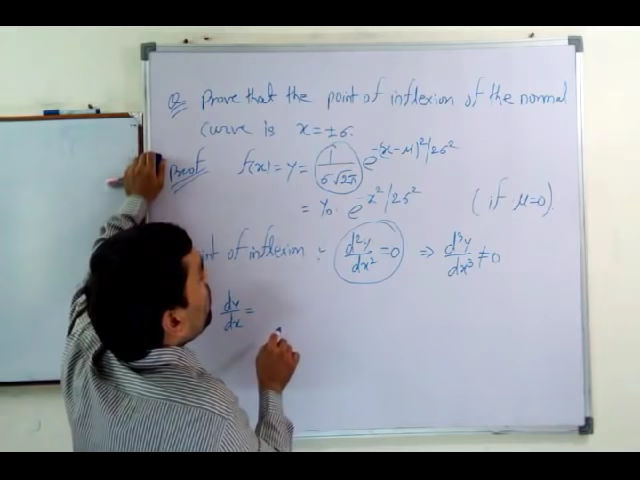 Q Prove that the point of inflexion of the normal
curve is x = ±σ.
Proof f(x) = y = 1/σ√2π e^-(x-μ)²/2σ²
= y₀ e^-x²/2σ² (if μ=0).
of inflexion : d²y/dx² = 0 ⇒ d³y/dx³ ≠ 0
dy/dx =